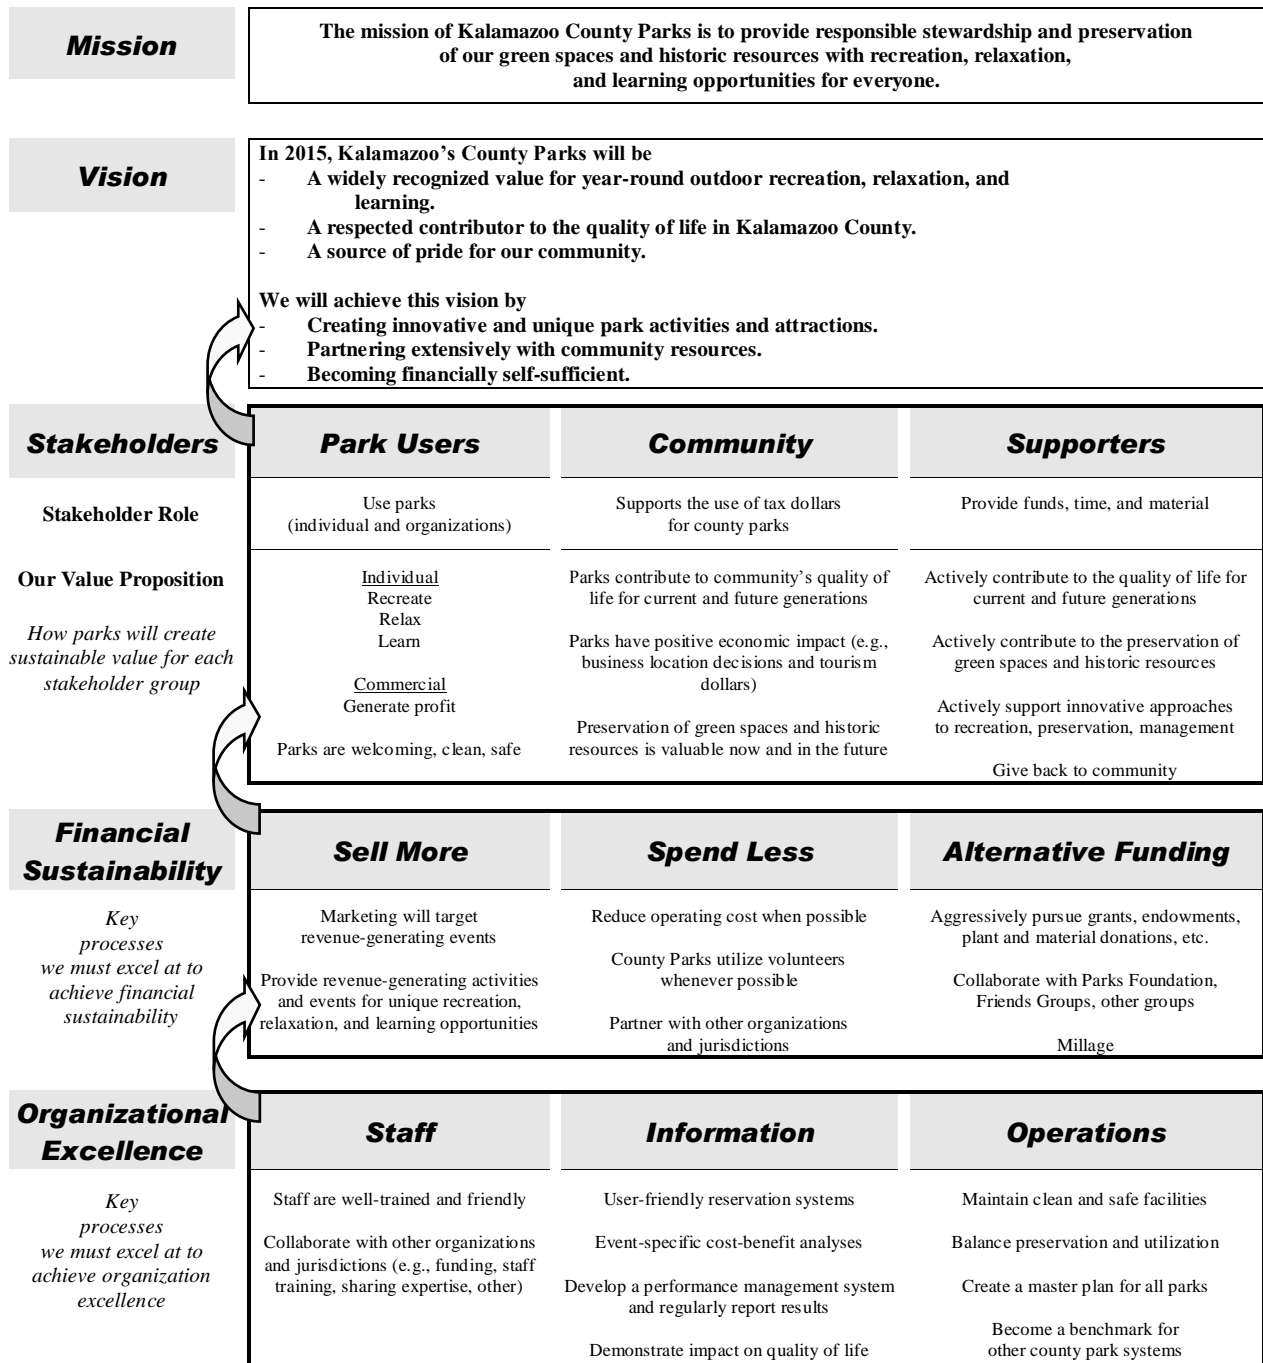 Mission
The mission of Kalamazoo County Parks is to provide responsible stewardship and preservation
of our green spaces and historic resources with recreation, relaxation,
and learning opportunities for everyone.
Vision
In 2015, Kalamazoo's County Parks will be
- A widely recognized value for year-round outdoor recreation, relaxation, and
learning.
- A respected contributor to the quality of life in Kalamazoo County.
- A source of pride for our community.
We will achieve this vision by
- Creating innovative and unique park activities and attractions.
- Partnering extensively with community resources.
- Becoming financially self-sufficient.
Stakeholders
Park Users
Community
Supporters
Stakeholder Role
Use parks
(individual and organizations)
Supports the use of tax dollars
for county parks
Provide funds, time, and material
Our Value Proposition
How parks will create
sustainable value for each
stakeholder group
Individual
Recreate
Relax
Learn
Commercial
Generate profit
Parks are welcoming, clean, safe
Parks contribute to community's quality of
life for current and future generations
Parks have positive economic impact (e.g.,
business location decisions and tourism
dollars)
Preservation of green spaces and historic
resources is valuable now and in the future
Actively contribute to the quality of life for
current and future generations
Actively contribute to the preservation of
green spaces and historic resources
Actively support innovative approaches
to recreation, preservation, management
Give back to community
Financial
Sustainability
Sell More
Spend Less
Alternative Funding
Key
processes
we must excel at to
achieve financial
sustainability
Marketing will target
revenue-generating events
Provide revenue-generating activities
and events for unique recreation,
relaxation, and learning opportunities
Reduce operating cost when possible
County Parks utilize volunteers
whenever possible
Partner with other organizations
and jurisdictions
Aggressively pursue grants, endowments,
plant and material donations, etc.
Collaborate with Parks Foundation,
Friends Groups, other groups
Millage
Organizational
Excellence
Staff
Information
Operations
Key
processes
we must excel at to
achieve organization
excellence
Staff are well-trained and friendly
Collaborate with other organizations
and jurisdictions (e.g., funding, staff
training, sharing expertise, other)
User-friendly reservation systems
Event-specific cost-benefit analyses
Develop a performance management system
and regularly report results
Demonstrate impact on quality of life
Maintain clean and safe facilities
Balance preservation and utilization
Create a master plan for all parks
Become a benchmark for
other county park systems